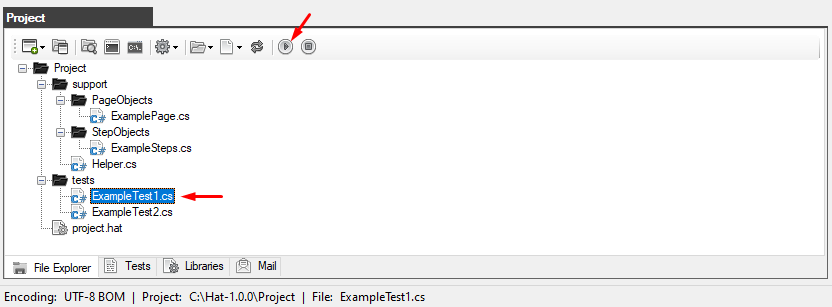 Project
Project
support
PageObjects
ExamplePage.cs
StepObjects
ExampleSteps.cs
Helper.cs
tests
ExampleTest1.cs
ExampleTest2.cs
project.hat
File Explorer Tests Libraries Mail
Encoding: UTF-8 BOM | Project: C:\Hat-1.0.0\Project | File: ExampleTest1.cs